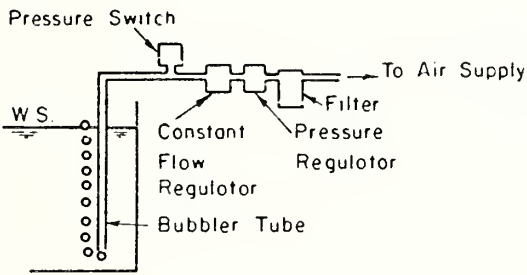 Pressure Switch
To Air Supply
W.S.
Filter
Constant
Flow
Regulotor
Pressure
Regulotor
Bubbler Tube